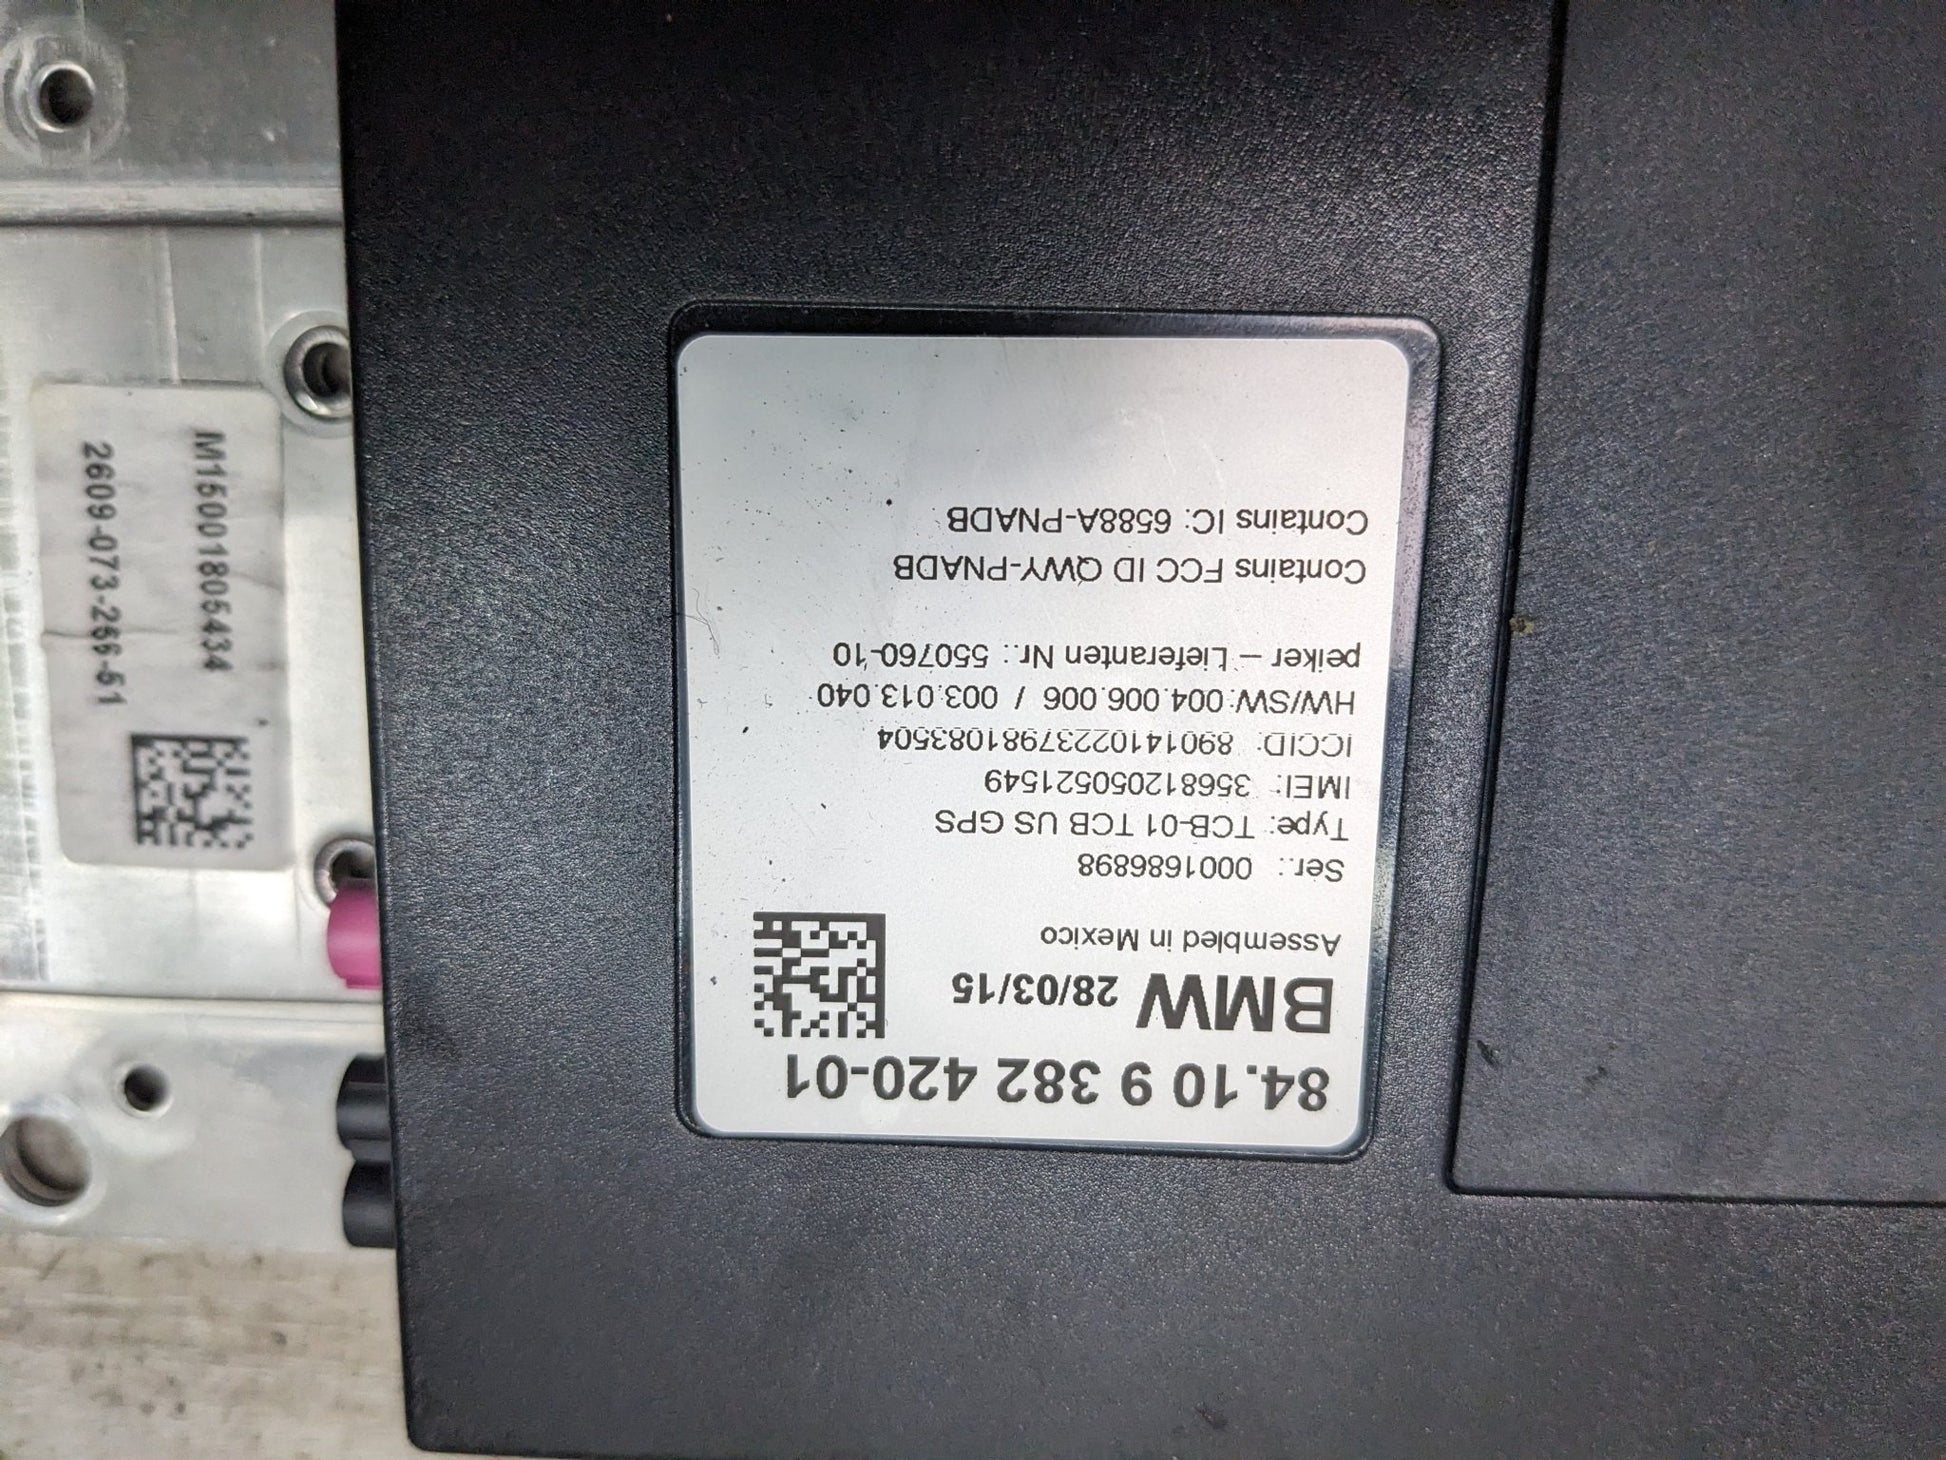 84.10 9 382 420-01
BMW 28/03/15
Assembled in Mexico
Ser.: 0001686898
Type: TCB-01 TCB US GPS
IMEI: 356812050521549
ICCID: 89014102237981083504
HW/SW: 004.006.006 / 003.013.040
peiker – Lieferanten Nr.: 550760-10
Contains FCC ID QWY-PNADB
Contains IC: 6588A-PNADB
M15001805434
2609-073-266-51